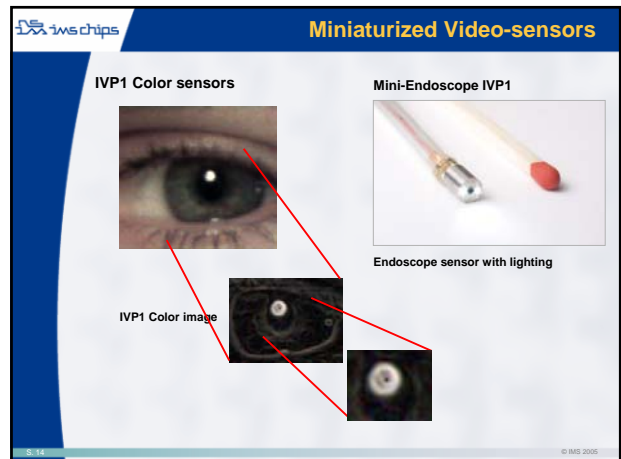 ims chips
Miniaturized Video-sensors
IVP1 Color sensors
Mini-Endoscope IVP1
Endoscope sensor with lighting
IVP1 Color image
S. 14
© IMS 2005